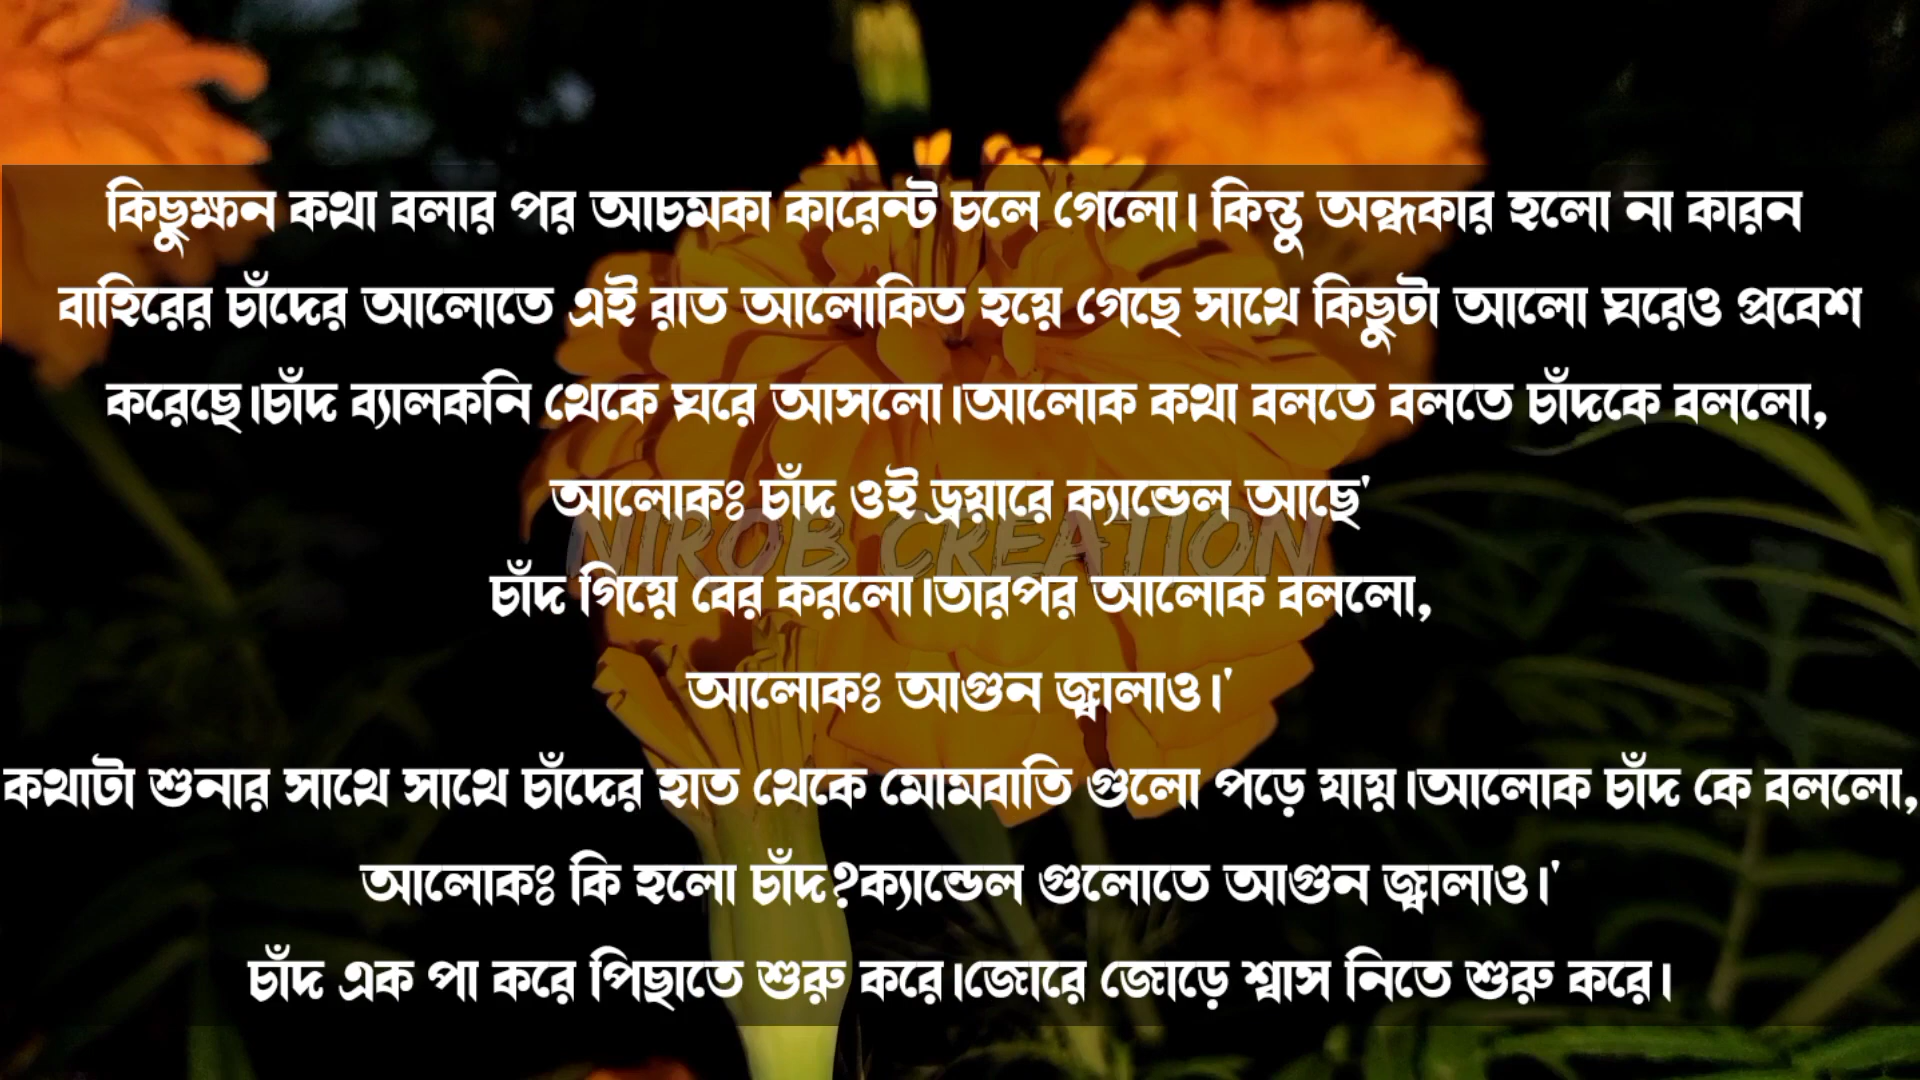 কিছুক্ষন কথা বলার পর আচমকা কারেন্ট চলে গেলো। কিন্তু অন্ধকার হলো না কারন
বাহিরের চাঁদের আলোতে এই রাত আলোকিত হয়ে গেছে সাথে কিছুটা আলো ঘরেও প্রবেশ
করেছে।চাঁদ ব্যালকনি থেকে ঘরে আসলো।আলোক কথা বলতে বলতে চাঁদকে বললো,
আলোকঃ চাঁদ ওই ড্রয়ারে ক্যান্ডেল আছে'
NIROB CREATION
চাঁদ গিয়ে বের করলো।তারপর আলোক বললো,
আলোকঃ আগুন জ্বালাও।'
কথাটা শুনার সাথে সাথে চাঁদের হাত থেকে মোমবাতি গুলো পড়ে যায়।আলোক চাঁদ কে বললো,
আলোকঃ কি হলো চাঁদ?ক্যান্ডেল গুলোতে আগুন জ্বালাও।'
চাঁদ এক পা করে পিছাতে শুরু করে।জোরে জোড়ে শ্বাস নিতে শুরু করে।